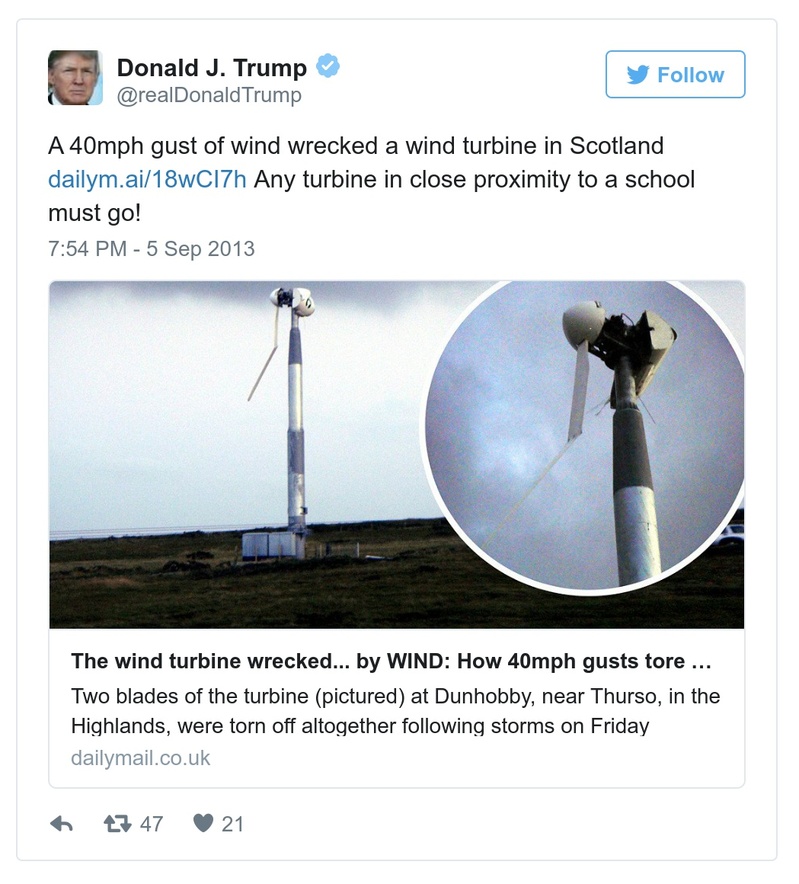 Donald J. Trump
@realDonaldTrump
Follow
A 40mph gust of wind wrecked a wind turbine in Scotland
dailym.ai/18wCI7h Any turbine in close proximity to a school
must go!
7:54 PM - 5 Sep 2013
The wind turbine wrecked... by WIND: How 40mph gusts tore …
Two blades of the turbine (pictured) at Dunhobby, near Thurso, in the
Highlands, were torn off altogether following storms on Friday
dailymail.co.uk
47
21